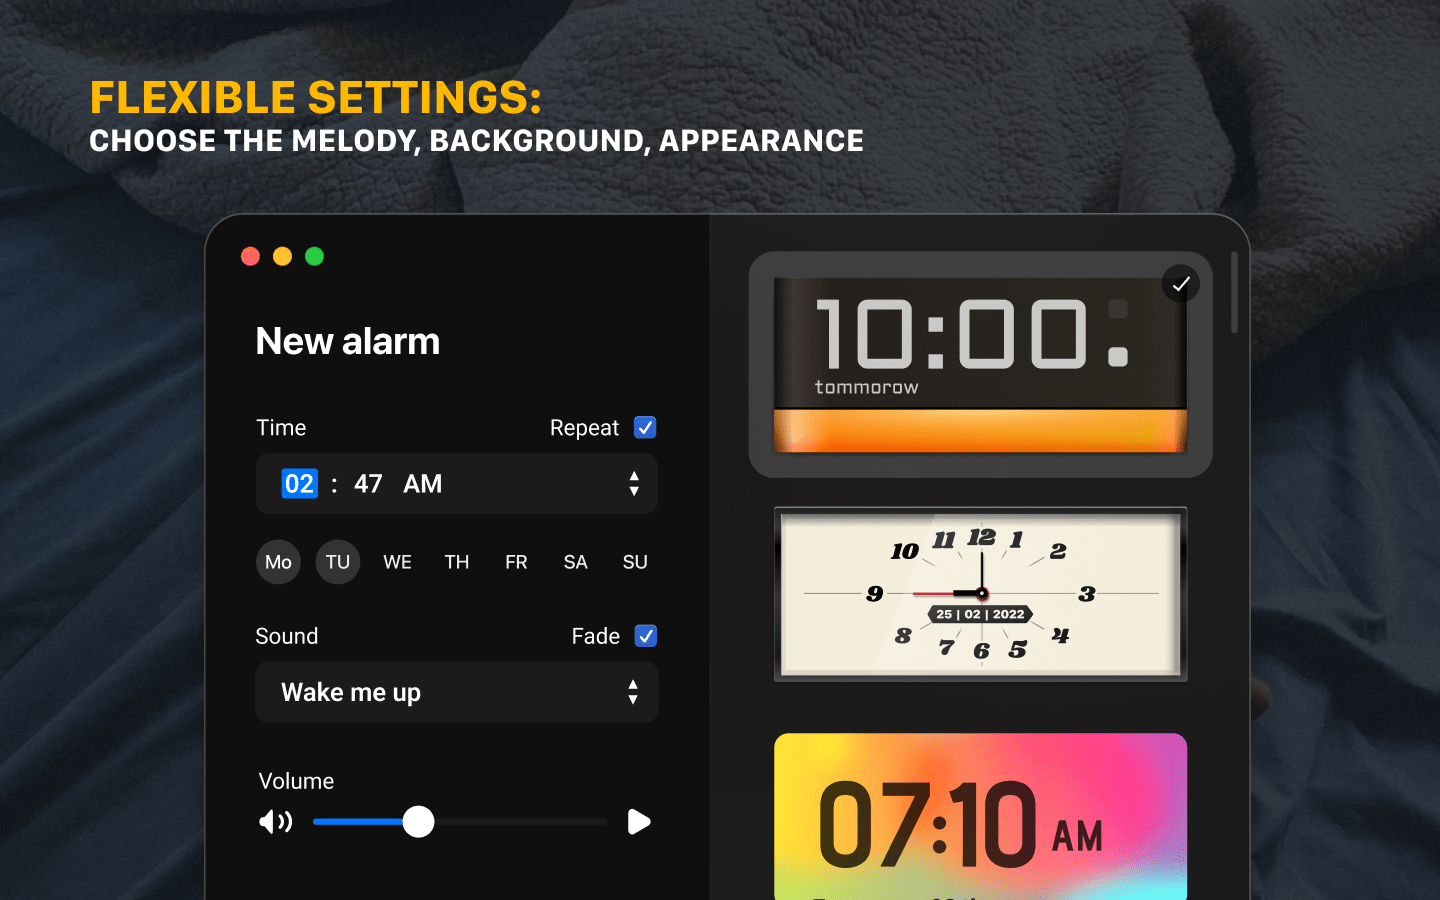 FLEXIBLE SETTINGS:
CHOOSE THE MELODY, BACKGROUND, APPEARANCE
New alarm
Time
Repeat
02 : 47 AM
Mo TU WE TH FR SA SU
Sound
Fade
Wake me up
Volume
10:00
tommorow
12
1
2
3
4
5
6
7
8
9
10
11
25 | 02 | 2022
07:10 AM